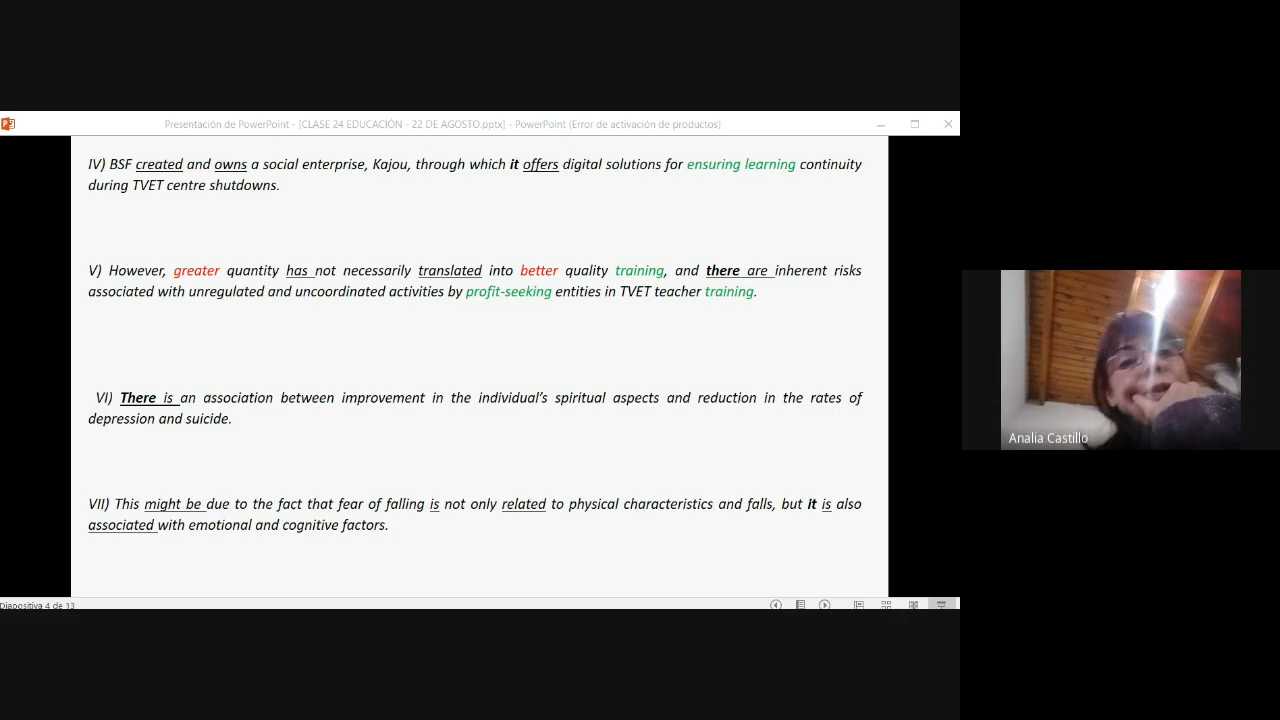 Presentación de PowerPoint - [CLASE 24 EDUCACIÓN - 22 DE AGOSTO.pptx] - PowerPoint (Error de activación de productos)
IV) BSF created and owns a social enterprise, Kajou, through which it offers digital solutions for ensuring learning continuity
during TVET centre shutdowns.
V) However, greater quantity has not necessarily translated into better quality training, and there are inherent risks
associated with unregulated and uncoordinated activities by profit-seeking entities in TVET teacher training.
VI) There is an association between improvement in the individual's spiritual aspects and reduction in the rates of
depression and suicide.
VII) This might be due to the fact that fear of falling is not only related to physical characteristics and falls, but it is also
associated with emotional and cognitive factors.
Analia Castillo
Diapositiva 4 de 13